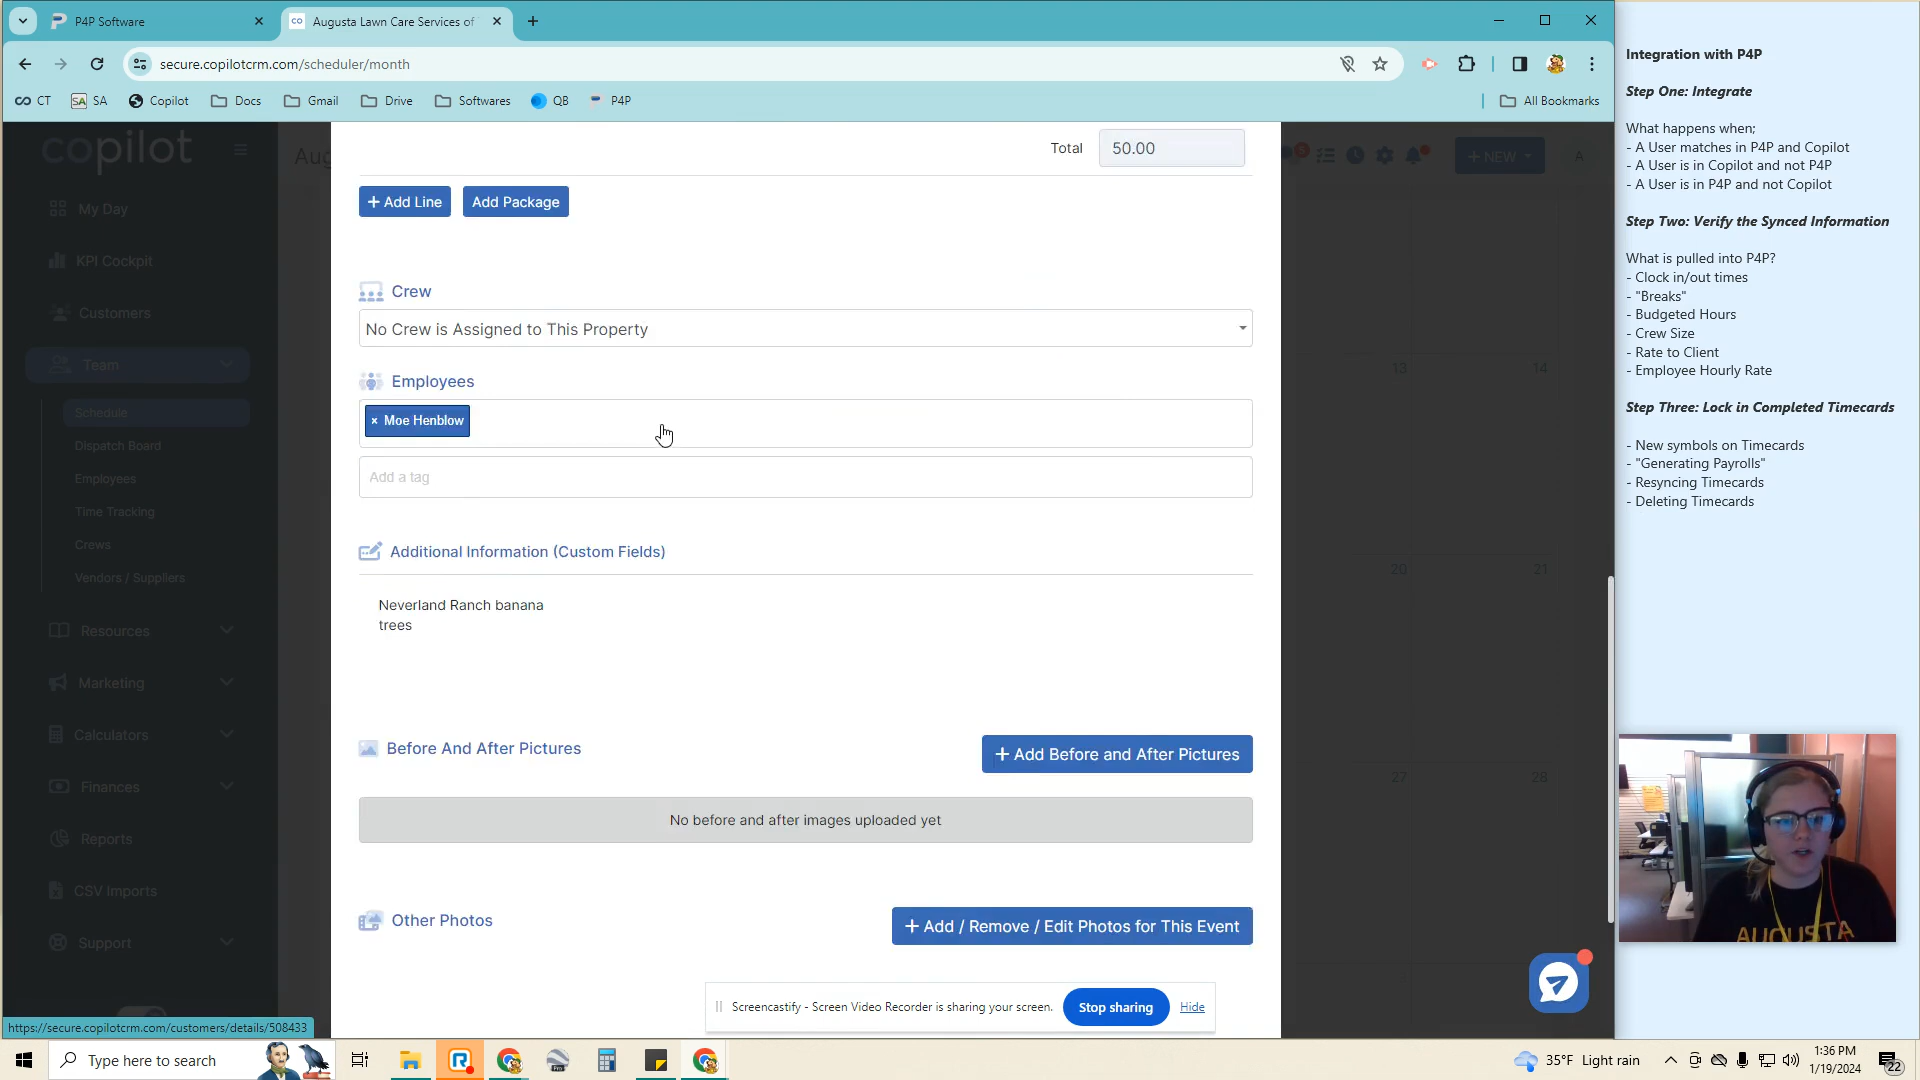 P4P Software
Augusta Lawn Care Services of
secure.copilotcrm.com/scheduler/month
CT
SA
Copilot
Docs
Gmail
Drive
Softwares
QB
P4P
All Bookmarks
copilot
My Day
KPI Cockpit
Customers
Team
Schedule
Dispatch Board
Employees
Time Tracking
Crews
Vendors / Suppliers
Resources
Marketing
Calculators
Finances
Reports
CSV Imports
Support
Aug
+ NEW
A
13
14
20
21
27
28
Total
50.00
+ Add Line
Add Package
Crew
No Crew is Assigned to This Property
Employees
× Moe Henblow
Add a tag
Additional Information (Custom Fields)
Neverland Ranch banana
trees
Before And After Pictures
+ Add Before and After Pictures
No before and after images uploaded yet
Other Photos
+ Add / Remove / Edit Photos for This Event
Screencastify - Screen Video Recorder is sharing your screen.
Stop sharing
Hide
https://secure.copilotcrm.com/customers/details/508433
Integration with P4P
Step One: Integrate
What happens when;
- A User matches in P4P and Copilot
- A User is in Copilot and not P4P
- A User is in P4P and not Copilot
Step Two: Verify the Synced Information
What is pulled into P4P?
- Clock in/out times
- "Breaks"
- Budgeted Hours
- Crew Size
- Rate to Client
- Employee Hourly Rate
Step Three: Lock in Completed Timecards
- New symbols on Timecards
- "Generating Payrolls"
- Resyncing Timecards
- Deleting Timecards
AUGUSTA
Type here to search
35°F Light rain
1:36 PM
1/19/2024
22